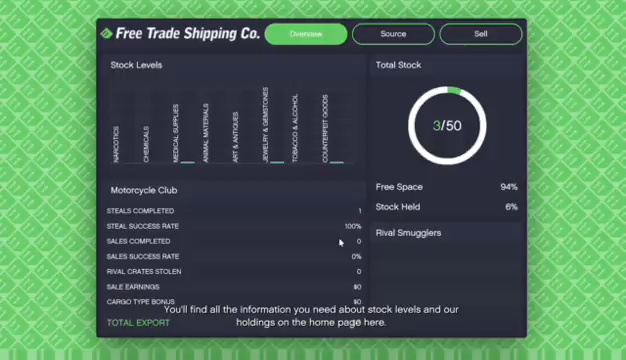 Free Trade Shipping Co.
Overview
Source
Sell
Stock Levels
NARCOTICS
CHEMICALS
MEDICAL SUPPLIES
ANIMAL MATERIALS
ART & ANTIQUES
JEWELRY & GEMSTONES
TOBACCO & ALCOHOL
COUNTERFEIT GOODS
Total Stock
3/50
Free Space 94%
Stock Held 6%
Motorcycle Club
STEALS COMPLETED 1
STEAL SUCCESS RATE 100%
SALES COMPLETED 0
SALES SUCCESS RATE 0%
RIVAL CRATES STOLEN 0
SALE EARNINGS $0
CARGO TYPE BONUS $0
TOTAL EXPORT
Rival Smugglers
You'll find all the information you need about stock levels and our
holdings on the home page here.